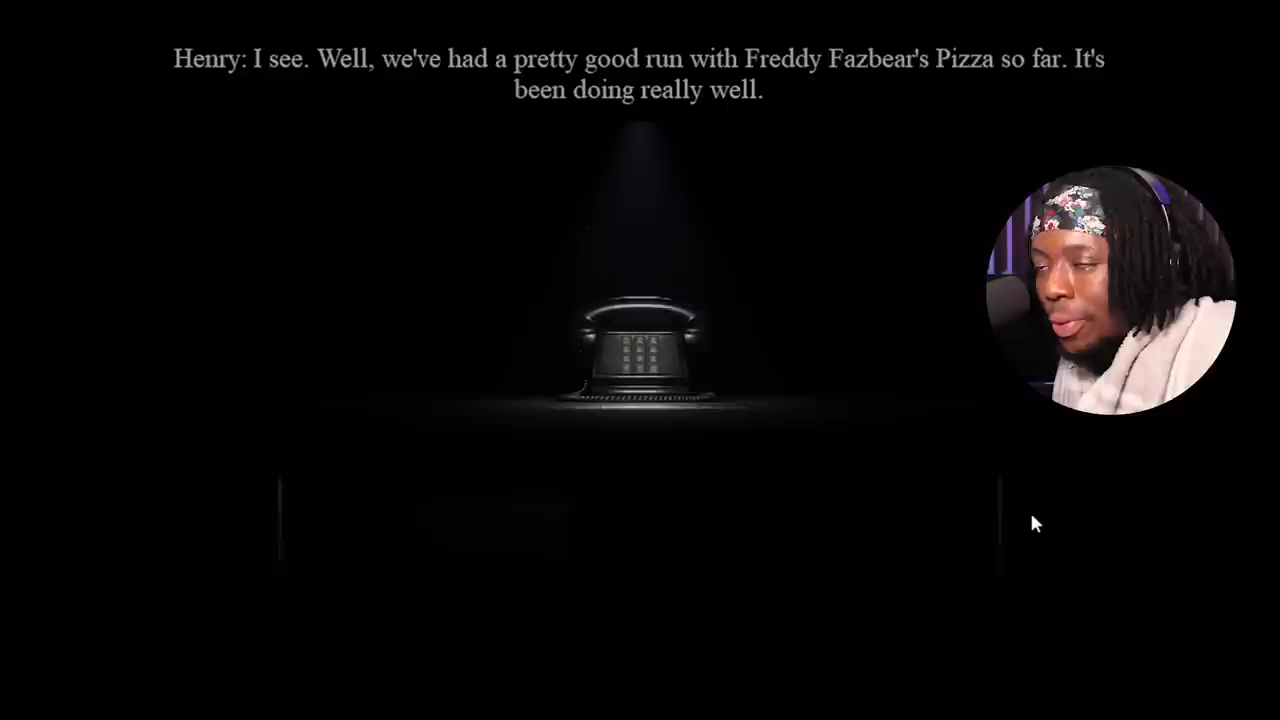 Henry: I see. Well, we've had a pretty good run with Freddy Fazbear's Pizza so far. It's
been doing really well.